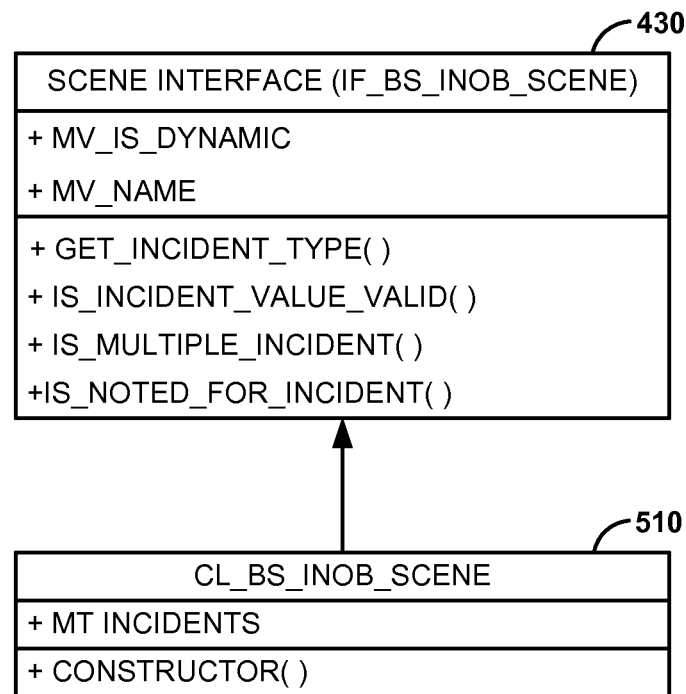 430
SCENE INTERFACE (IF_BS_INOB_SCENE)
+ MV_IS_DYNAMIC
+ MV_NAME
+ GET_INCIDENT_TYPE( )
+ IS_INCIDENT_VALUE_VALID( )
+ IS_MULTIPLE_INCIDENT( )
+IS_NOTED_FOR_INCIDENT( )
510
CL_BS_INOB_SCENE
+ MT INCIDENTS
+ CONSTRUCTOR( )